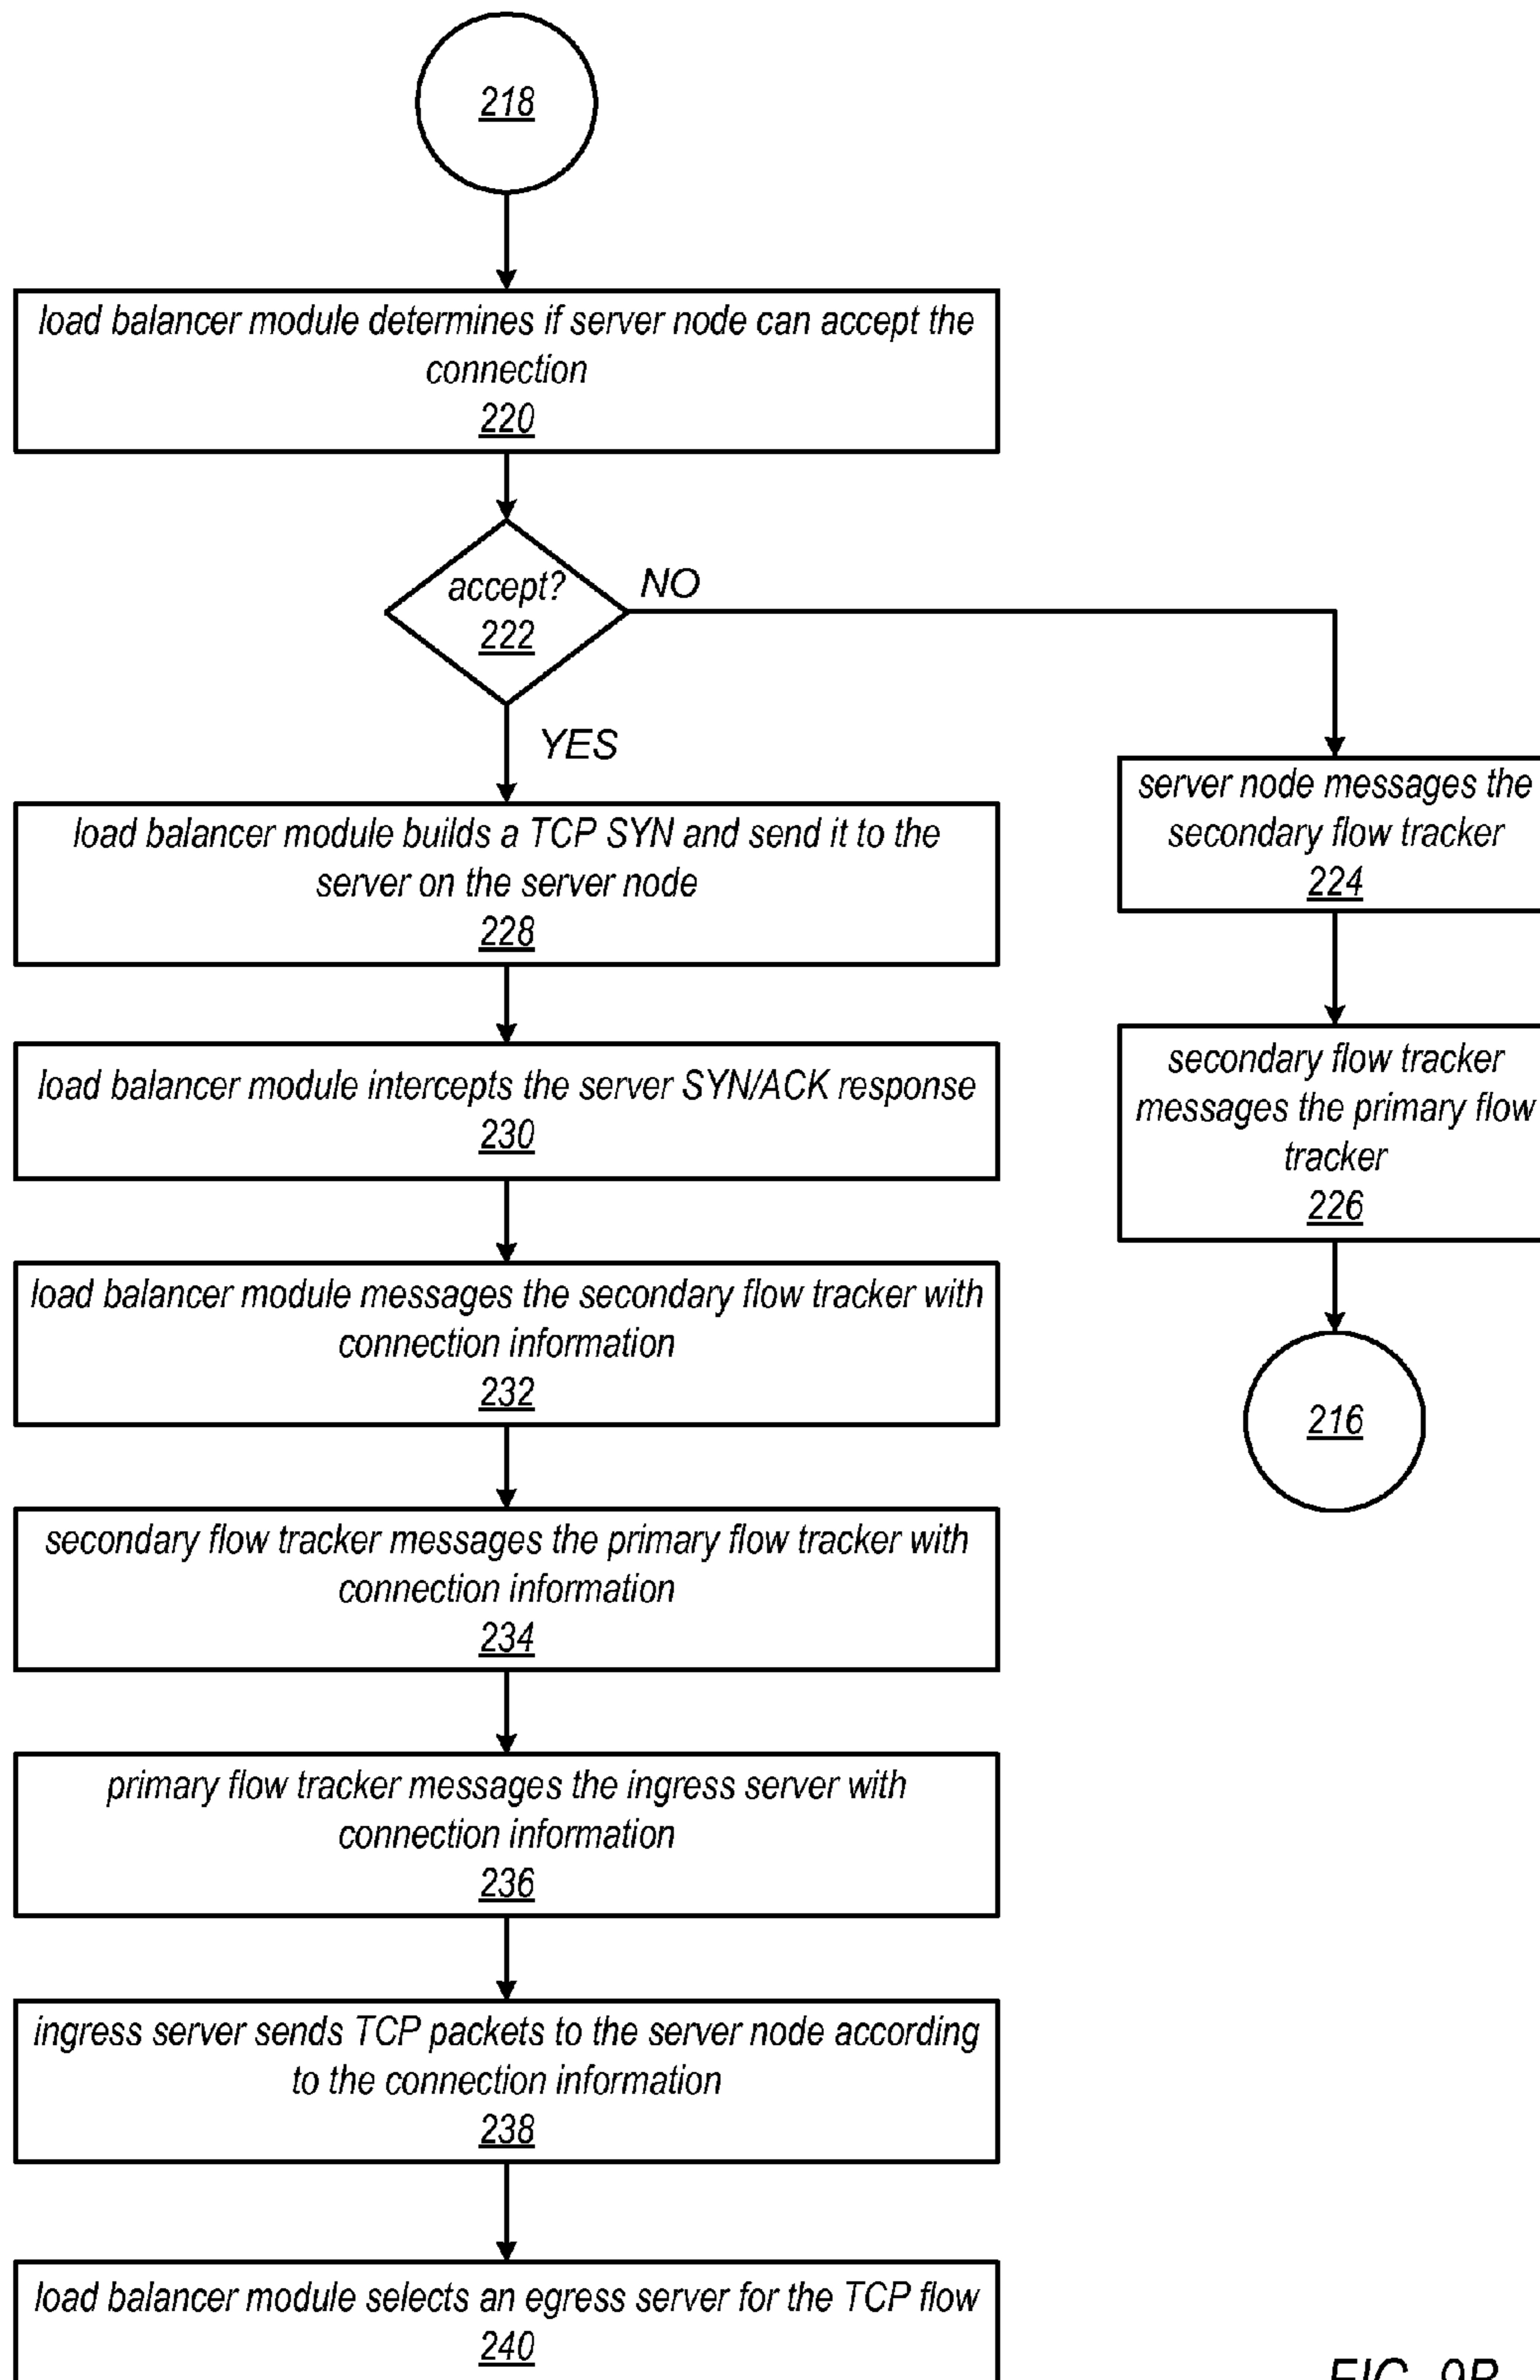 218
load balancer module determines if server node can accept the
connection
220
accept?
222
NO
YES
server node messages the
secondary flow tracker
224
load balancer module builds a TCP SYN and send it to the
server on the server node
228
secondary flow tracker
messages the primary flow
tracker
226
load balancer module intercepts the server SYN/ACK response
230
216
load balancer module messages the secondary flow tracker with
connection information
232
secondary flow tracker messages the primary flow tracker with
connection information
234
primary flow tracker messages the ingress server with
connection information
236
ingress server sends TCP packets to the server node according
to the connection information
238
load balancer module selects an egress server for the TCP flow
240
FIG. 9B